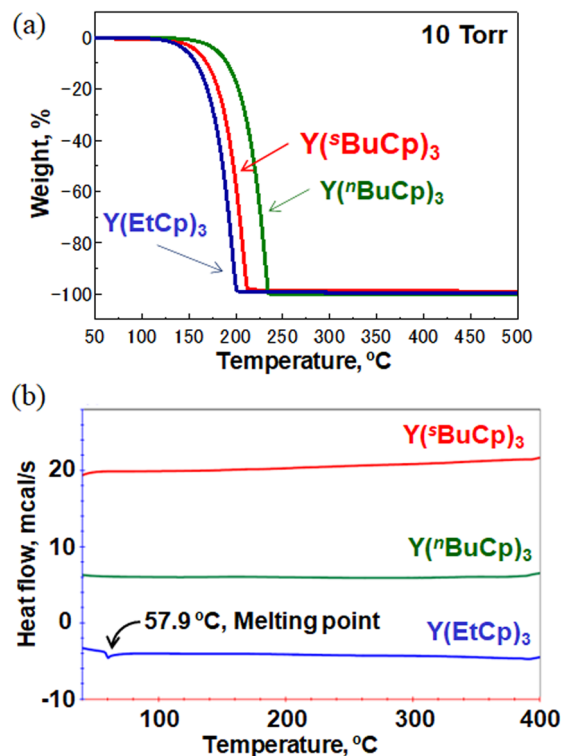 (a)
10 Torr
0
−20
−40
−60
−80
−100
Weight, %
Y(ˢBuCp)₃
Y(ⁿBuCp)₃
Y(EtCp)₃
50 100 150 200 250 300 350 400 450 500
Temperature, ºC
(b)
20
10
0
-10
Heat flow, mcal/s
Y(ˢBuCp)₃
Y(ⁿBuCp)₃
57.9 ºC, Melting point
Y(EtCp)₃
100 200 300 400
Temperature, ºC